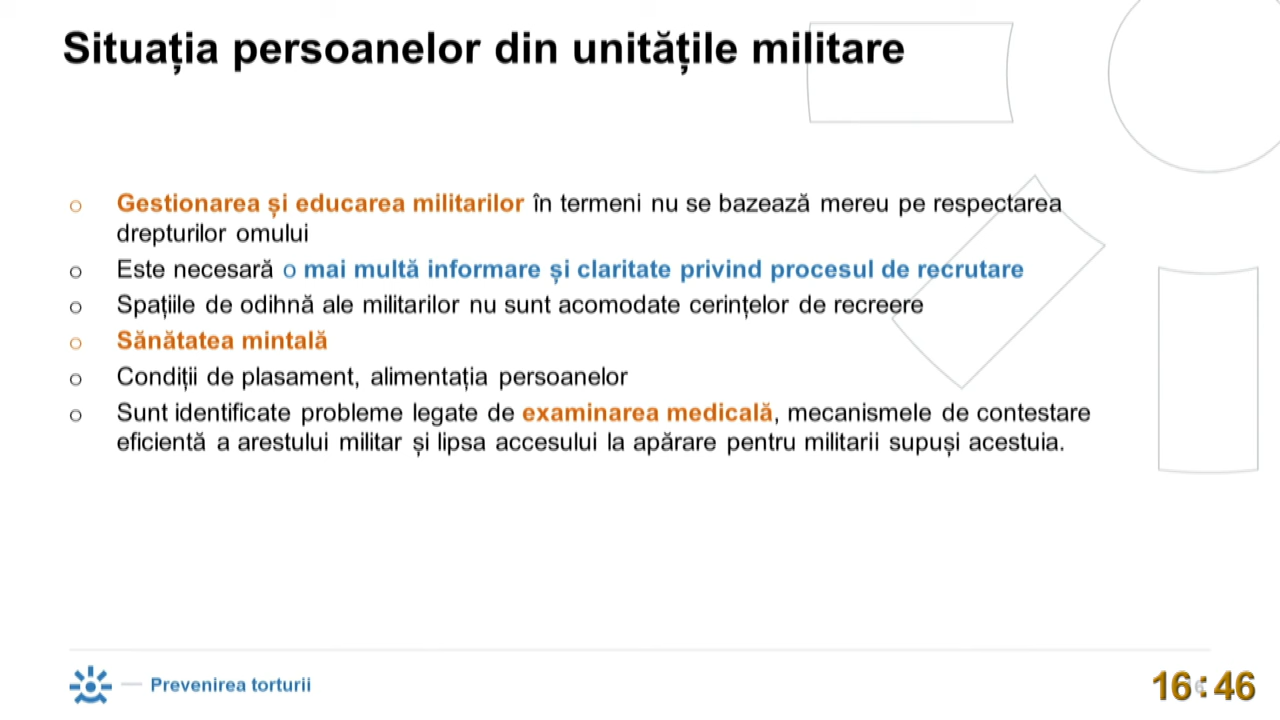 Situația persoanelor din unitățile militare
o Gestionarea și educarea militarilor în termeni nu se bazează mereu pe respectarea
drepturilor omului
o Este necesară o mai multă informare și claritate privind procesul de recrutare
o Spațiile de odihnă ale militarilor nu sunt acomodate cerințelor de recreere
o Sănătatea mintală
o Condiții de plasament, alimentația persoanelor
o Sunt identificate probleme legate de examinarea medicală, mecanismele de contestare
eficientă a arestului militar și lipsa accesului la apărare pentru militarii supuși acestuia.
Prevenirea torturii
16:46